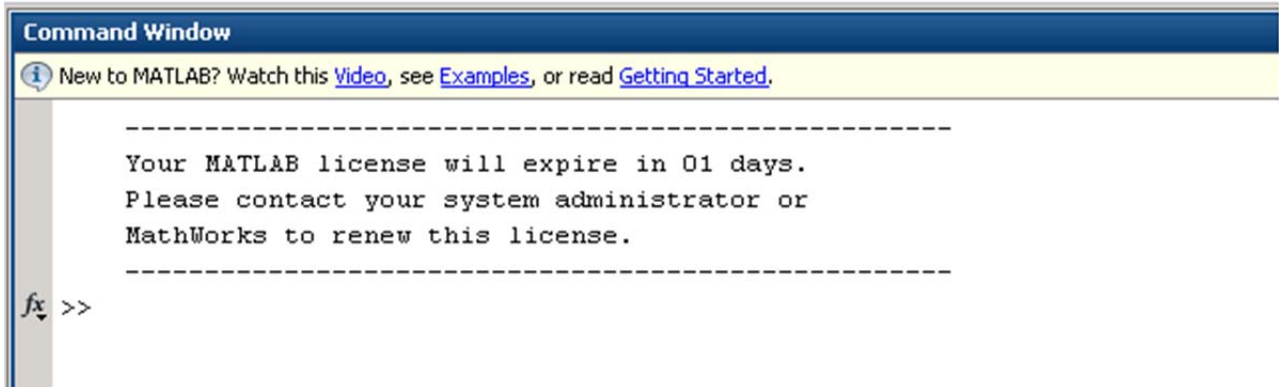 Command Window
New to MATLAB? Watch this Video, see Examples, or read Getting Started.
----------------------------------------------------
Your MATLAB license will expire in 01 days.
Please contact your system administrator or
MathWorks to renew this license.
----------------------------------------------------
fx >>